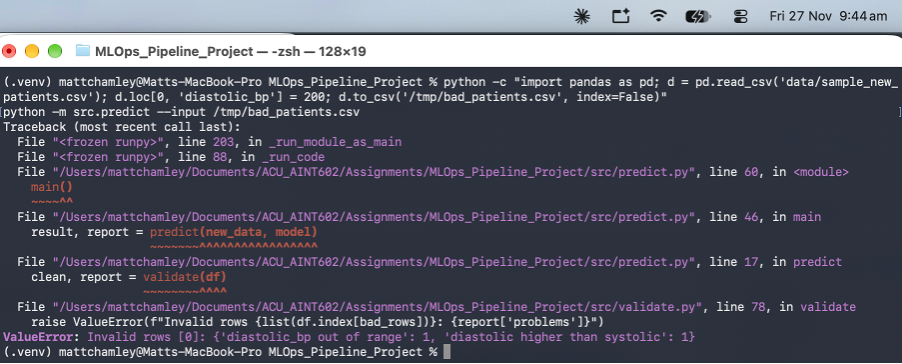 Fri 27 Nov 9:44 am
MLOps_Pipeline_Project — -zsh — 128×19
(.venv) mattchamley@Matts-MacBook-Pro MLOps_Pipeline_Project % python -c "import pandas as pd; d = pd.read_csv('data/sample_new_
patients.csv'); d.loc[0, 'diastolic_bp'] = 200; d.to_csv('/tmp/bad_patients.csv', index=False)"
python -m src.predict --input /tmp/bad_patients.csv
Traceback (most recent call last):
  File "<frozen runpy>", line 203, in _run_module_as_main
  File "<frozen runpy>", line 88, in _run_code
  File "/Users/mattchamley/Documents/ACU_AINT602/Assignments/MLOps_Pipeline_Project/src/predict.py", line 60, in <module>
    main()
    ~~~~^^
  File "/Users/mattchamley/Documents/ACU_AINT602/Assignments/MLOps_Pipeline_Project/src/predict.py", line 46, in main
    result, report = predict(new_data, model)
                     ~~~~~~~^^^^^^^^^^^^^^^^^
  File "/Users/mattchamley/Documents/ACU_AINT602/Assignments/MLOps_Pipeline_Project/src/predict.py", line 17, in predict
    clean, report = validate(df)
                    ~~~~~~~~^^^^
  File "/Users/mattchamley/Documents/ACU_AINT602/Assignments/MLOps_Pipeline_Project/src/validate.py", line 78, in validate
    raise ValueError(f"Invalid rows {list(df.index[bad_rows])}: {report['problems']}")
ValueError: Invalid rows [0]: {'diastolic_bp out of range': 1, 'diastolic higher than systolic': 1}
(.venv) mattchamley@Matts-MacBook-Pro MLOps_Pipeline_Project %